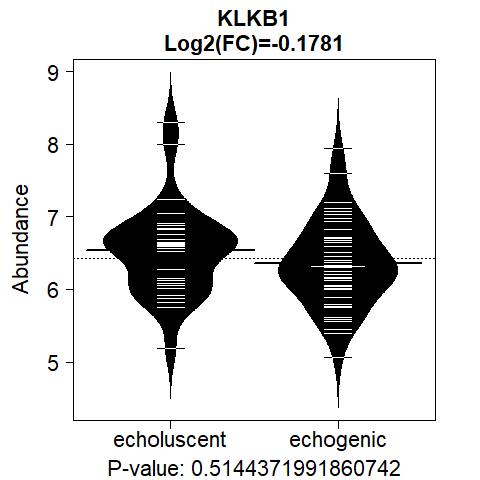 KLKB1
Log2(FC)=-0.1781
9
8
7
6
5
Abundance
echoluscent echogenic
P-value: 0.5144371991860742